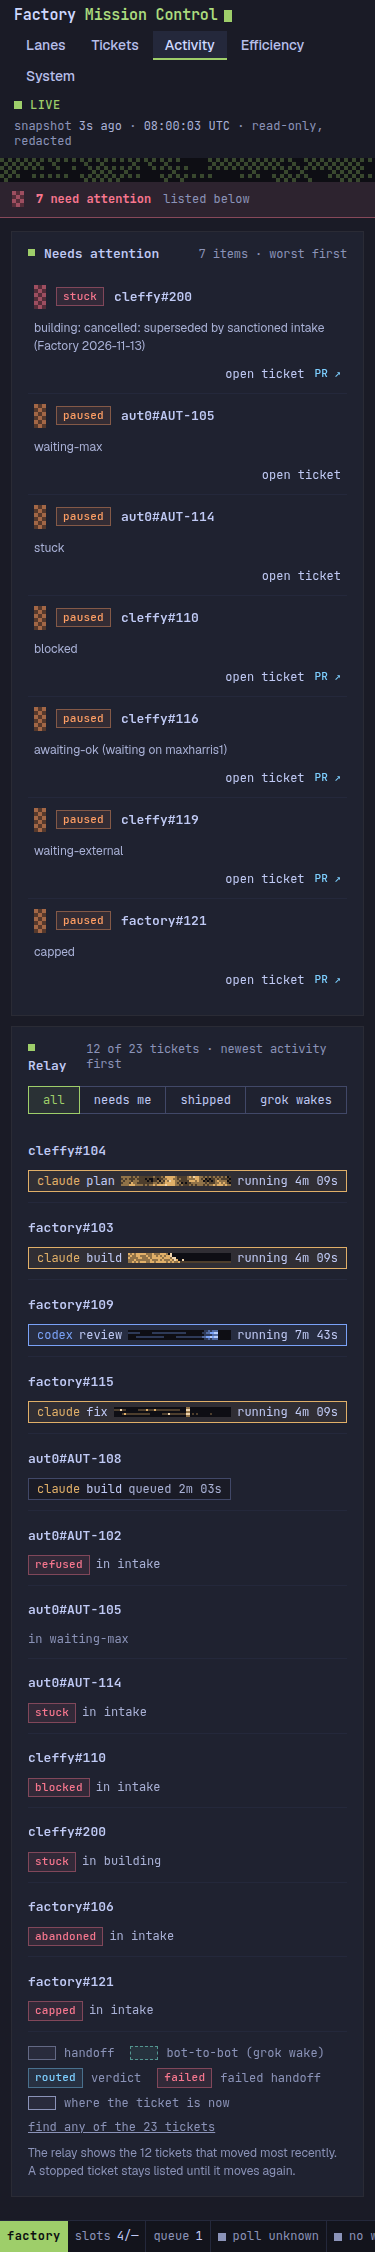 Factory Mission Control
Lanes Tickets Activity Efficiency
System
LIVE
snapshot 3s ago · 08:00:03 UTC · read-only,
redacted
7 need attention listed below
Needs attention 7 items · worst first
stuck cleffy#200
building: cancelled: superseded by sanctioned intake
(Factory 2026-11-13)
open ticket PR ↗
paused aut0#AUT-105
waiting-max
open ticket
paused aut0#AUT-114
stuck
open ticket
paused cleffy#110
blocked
open ticket PR ↗
paused cleffy#116
awaiting-ok (waiting on maxharris1)
open ticket PR ↗
paused cleffy#119
waiting-external
open ticket PR ↗
paused factory#121
capped
open ticket PR ↗
Relay 12 of 23 tickets · newest activity
first
all needs me shipped grok wakes
cleffy#104
claude plan running 4m 09s
factory#103
claude build running 4m 09s
factory#109
codex review running 7m 43s
factory#115
claude fix running 4m 09s
aut0#AUT-108
claude build queued 2m 03s
aut0#AUT-102
refused in intake
aut0#AUT-105
in waiting-max
aut0#AUT-114
stuck in intake
cleffy#110
blocked in intake
cleffy#200
stuck in building
factory#106
abandoned in intake
factory#121
capped in intake
handoff bot-to-bot (grok wake)
routed verdict failed failed handoff
where the ticket is now
find any of the 23 tickets
The relay shows the 12 tickets that moved most recently.
A stopped ticket stays listed until it moves again.
factory slots 4/— queue 1 poll unknown no